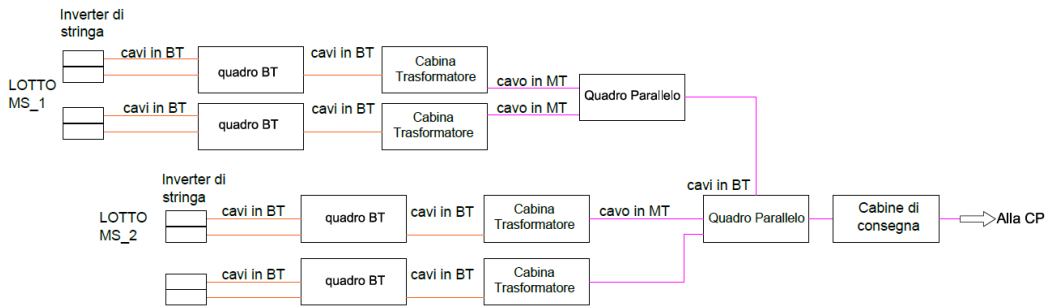 Inverter di
stringa
LOTTO
MS_1
cavi in BT
quadro BT
cavi in BT
Cabina
Trasformatore
cavo in MT
Quadro Parallelo
cavi in BT
quadro BT
cavi in BT
Cabina
Trasformatore
cavo in MT
Inverter di
stringa
LOTTO
MS_2
cavi in BT
quadro BT
cavi in BT
Cabina
Trasformatore
cavo in MT
cavi in BT
Quadro Parallelo
Cabine di
consegna
Alla CP
cavi in BT
quadro BT
cavi in BT
Cabina
Trasformatore